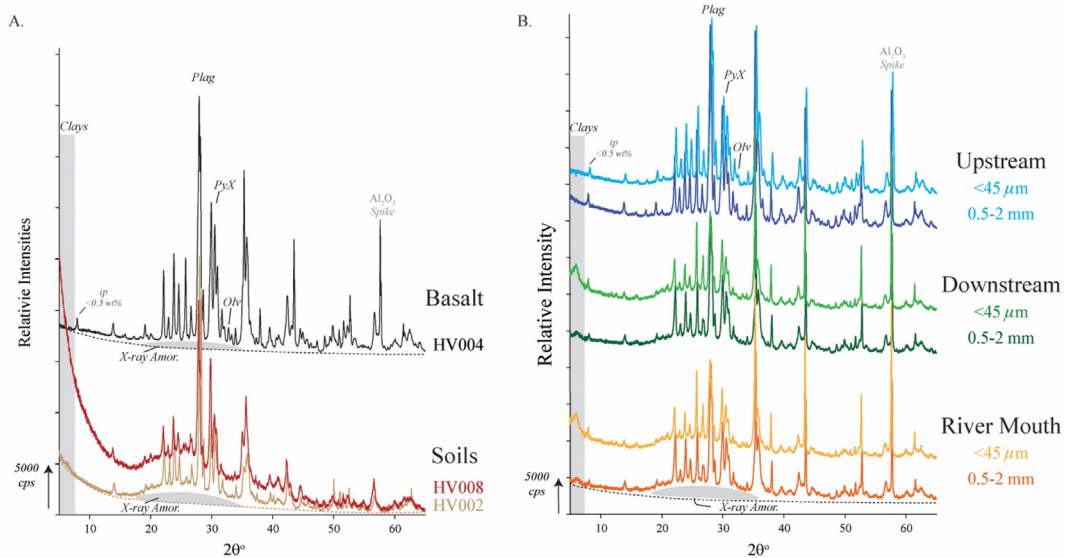 A.
Plag
Clays
PyX
Al₂O₃
Spike
ip
<0.5 wt%
Olv
Basalt
HV004
X-ray Amor.
Relativie Intensities
Soils
5000
cps
HV008
HV002
X-ray Amor.
10
20
30
40
50
60
2θ°
B.
Plag
PyX
Al₂O₃
Spike
Clays
ip
<0.5 wt%
Olv
Upstream
<45 µm
0.5-2 mm
Downstream
<45 µm
0.5-2 mm
Relative Intensity
River Mouth
<45 µm
0.5-2 mm
5000
cps
X-ray Amor.
10
20
30
40
50
60
2θ°